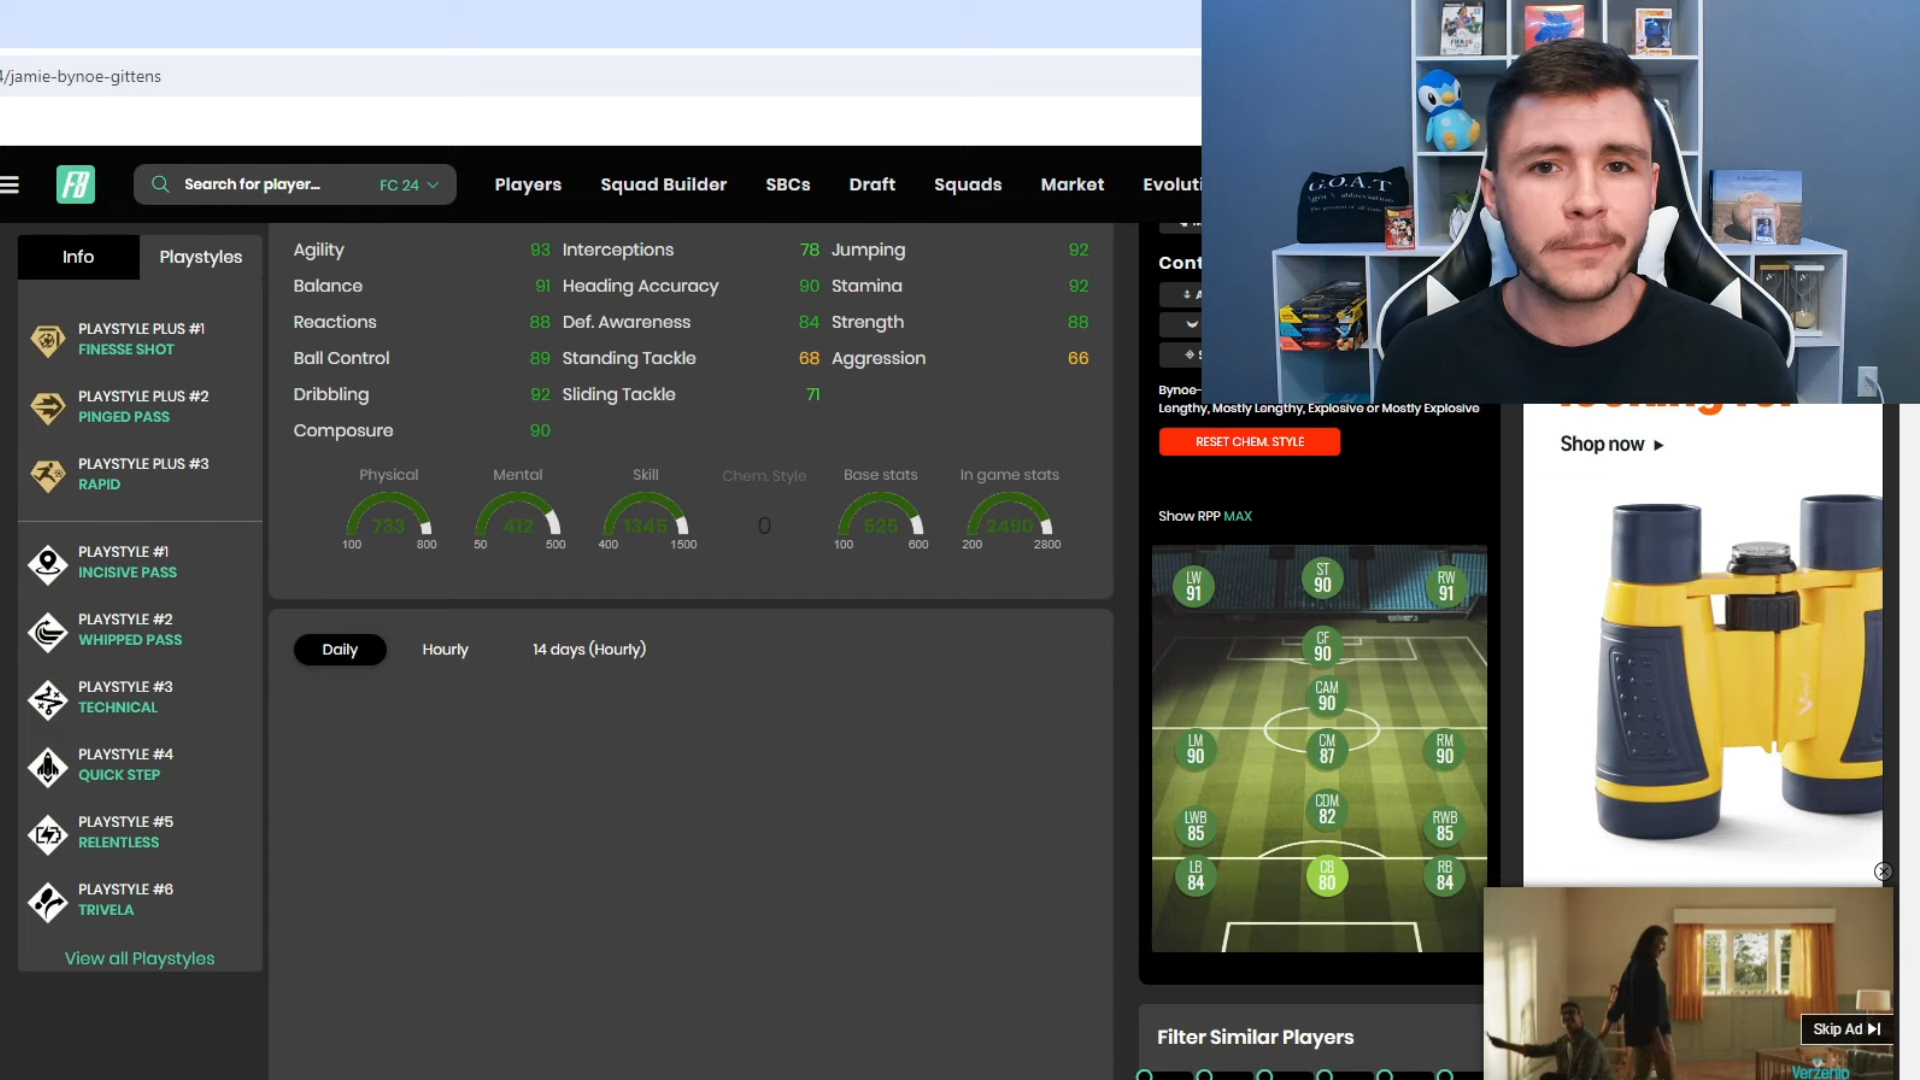 /jamie-bynoe-gittens
Search for player...
FC 24
Players
Squad Builder
SBCs
Draft
Squads
Market
Info
Playstyles
PLAYSTYLE PLUS #1
FINESSE SHOT
PLAYSTYLE PLUS #2
PINGED PASS
PLAYSTYLE PLUS #3
RAPID
PLAYSTYLE #1
INCISIVE PASS
PLAYSTYLE #2
WHIPPED PASS
PLAYSTYLE #3
TECHNICAL
PLAYSTYLE #4
QUICK STEP
PLAYSTYLE #5
RELENTLESS
PLAYSTYLE #6
TRIVELA
View all Playstyles
Agility 93 Interceptions 78 Jumping 92
Balance 91 Heading Accuracy 90 Stamina 92
Reactions 88 Def. Awareness 84 Strength 88
Ball Control 89 Standing Tackle 68 Aggression 66
Dribbling 92 Sliding Tackle 71
Composure 90
Physical Mental Skill Chem. Style Base stats In game stats
733 412 1345 0 525 2490
100 800 50 500 400 1500 100 600 200 2800
Daily Hourly 14 days (Hourly)
Cont
Bynoe-
Lengthy, Mostly Lengthy, Explosive or Mostly Explosive
RESET CHEM. STYLE
Show RPP MAX
LW 91
ST 90
RW 91
CF 90
CAM 90
LM 90
CM 87
RM 90
CDM 82
LWB 85
RWB 85
LB 84
CB 80
RB 84
Filter Similar Players
G.O.A.T
Shop now
Skip Ad
Verzenio